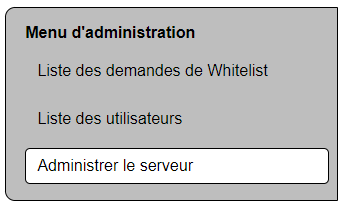 Menu d'administration
Liste des demandes de Whitelist
Liste des utilisateurs
Administrer le serveur